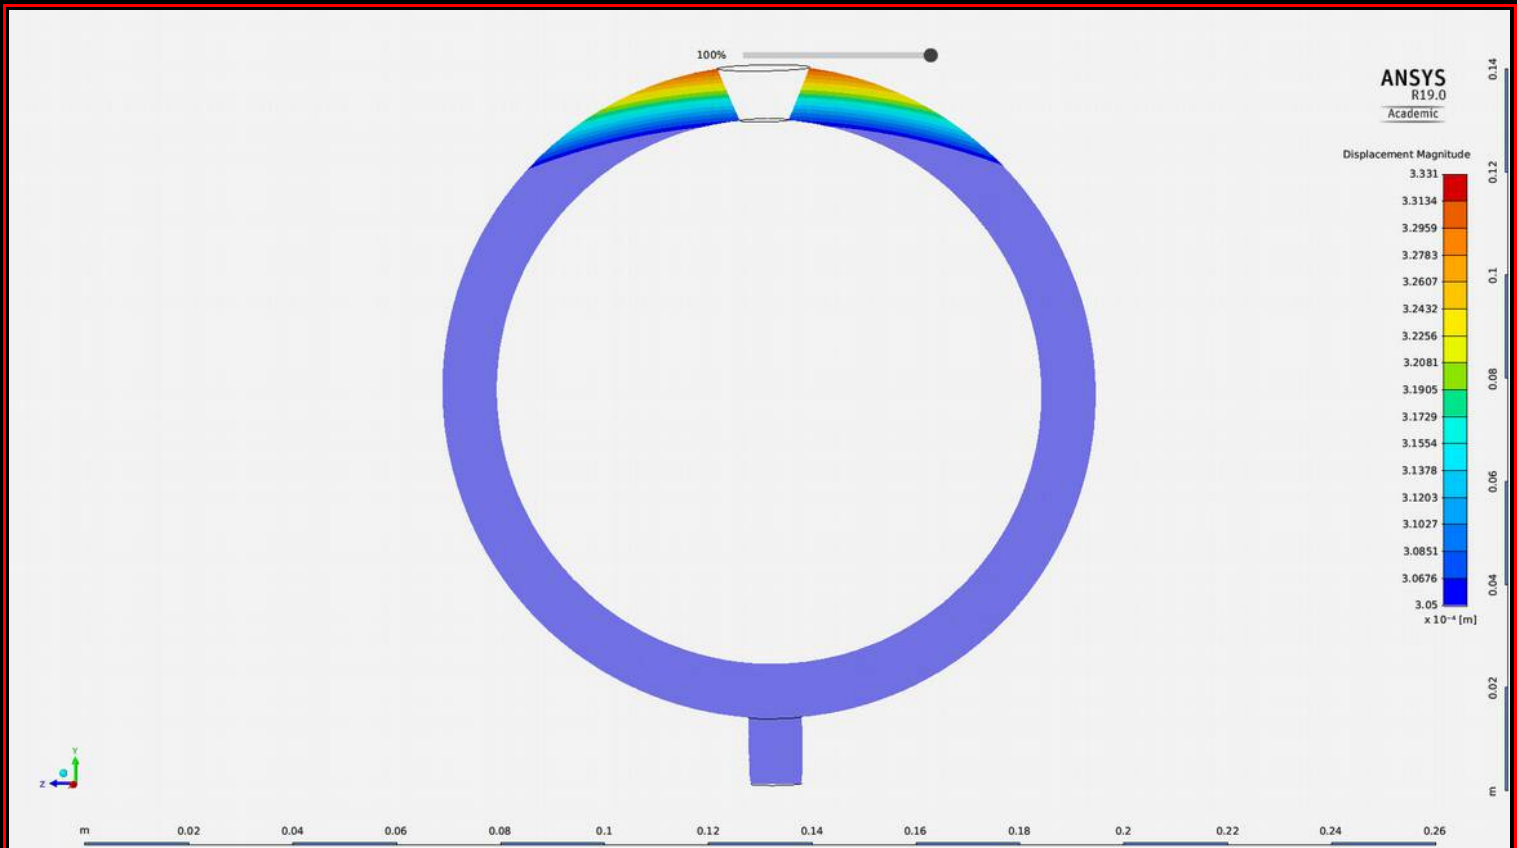 100%
ANSYS
R19.0
Academic
Displacement Magnitude
3.331
3.3134
3.2959
3.2783
3.2607
3.2432
3.2256
3.2081
3.1905
3.1729
3.1554
3.1378
3.1203
3.1027
3.0851
3.0676
3.05
x 10⁻⁴ [m]
0.14
0.12
0.1
0.08
0.06
0.04
0.02
m
Y
Z
m 0.02 0.04 0.06 0.08 0.1 0.12 0.14 0.16 0.18 0.2 0.22 0.24 0.26